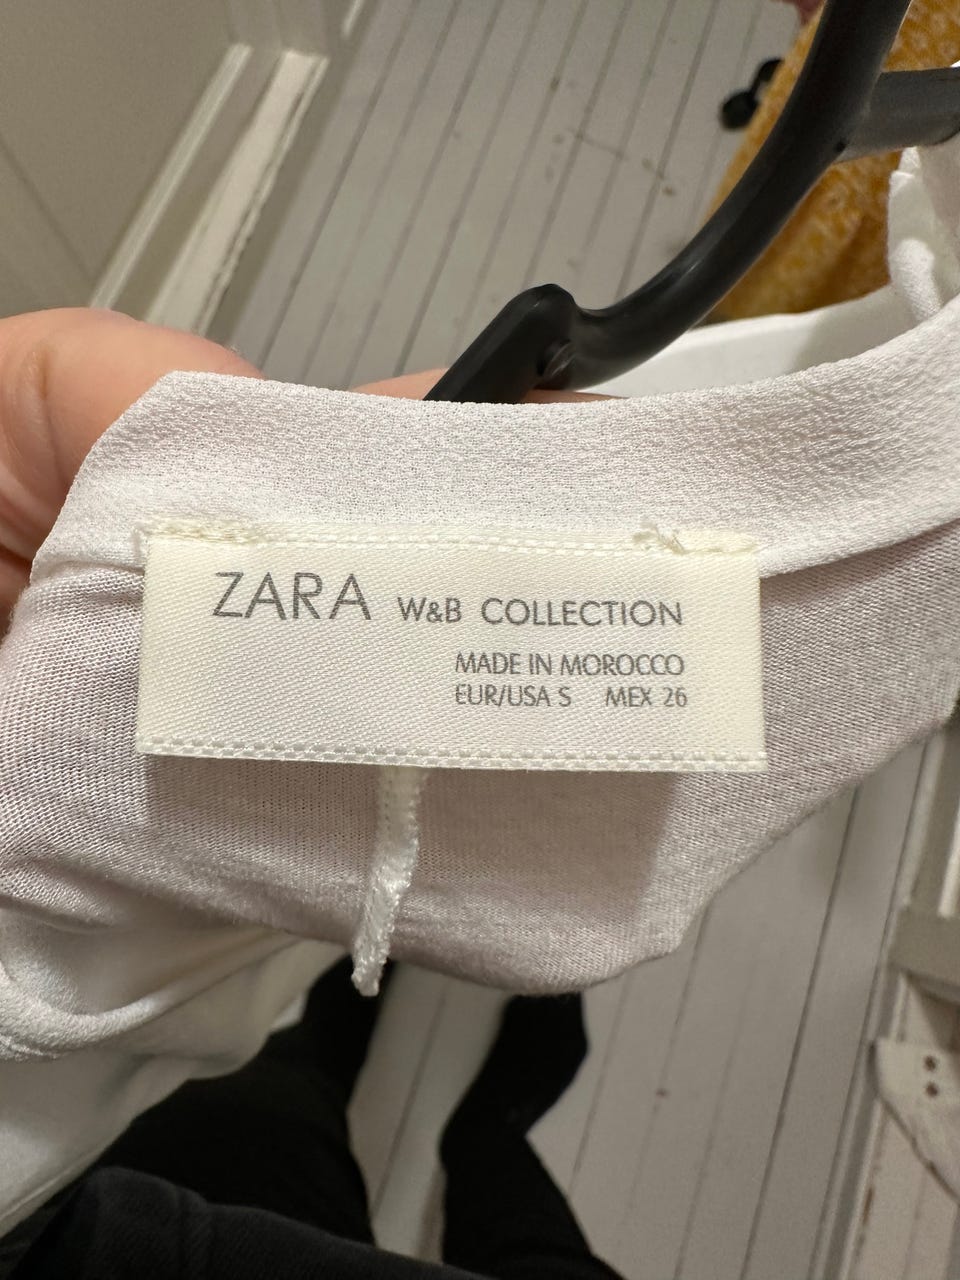 ZARA W&B COLLECTION
MADE IN MOROCCO
EUR/USA S MEX 26